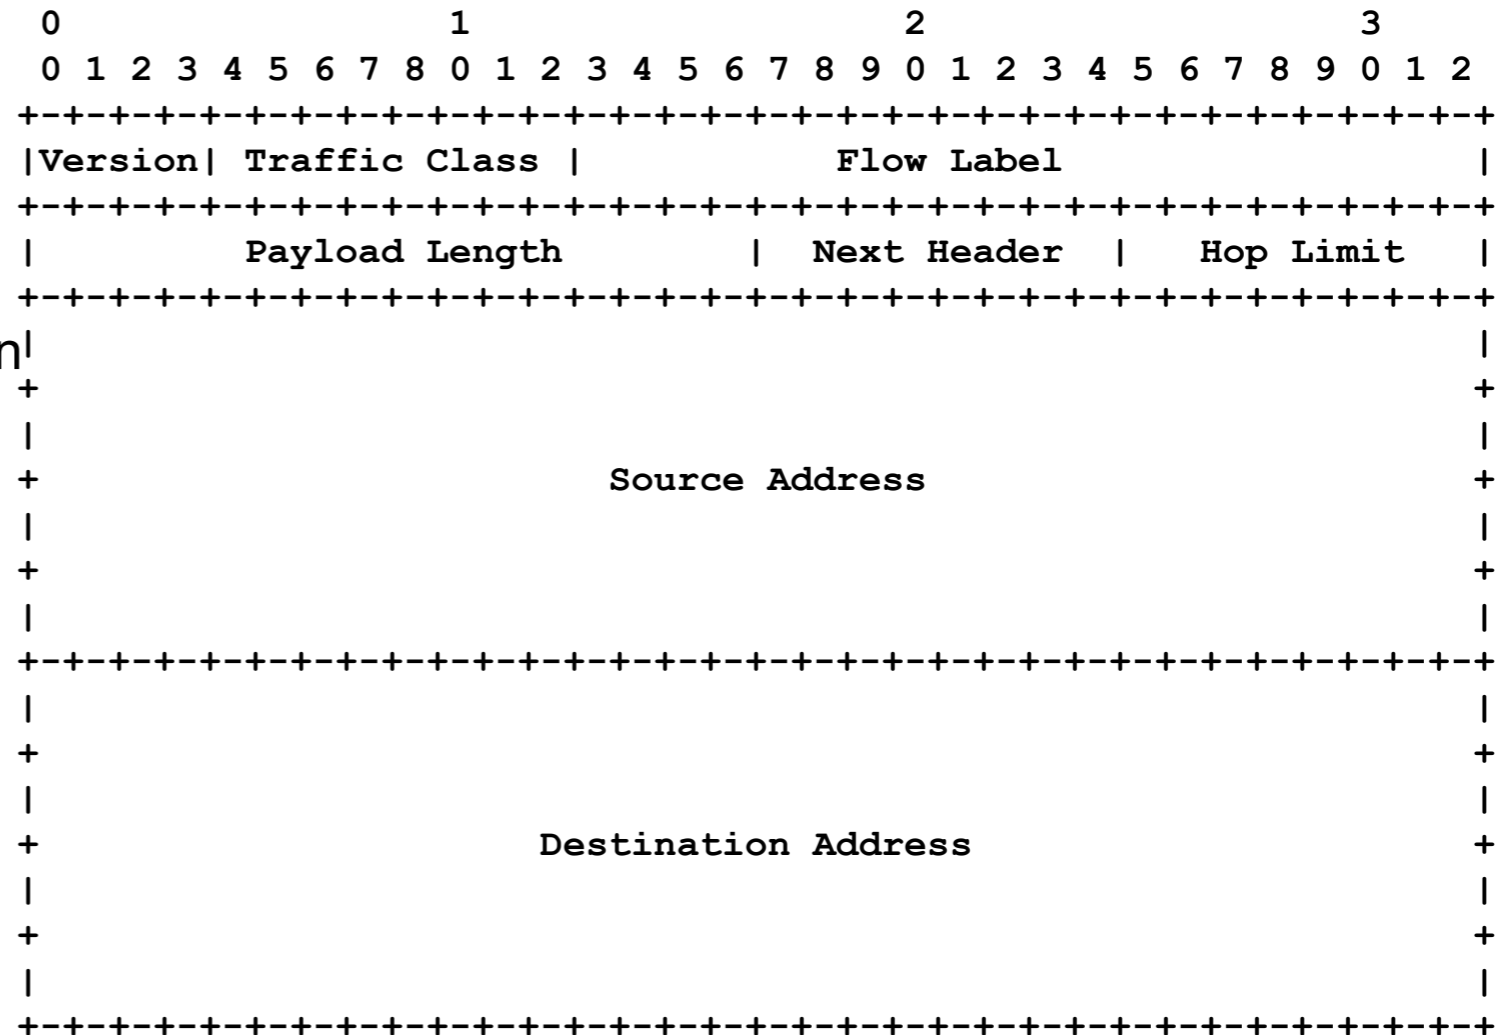 0                   1                   2                   3
0 1 2 3 4 5 6 7 8 0 1 2 3 4 5 6 7 8 9 0 1 2 3 4 5 6 7 8 9 0 1 2
+-+-+-+-+-+-+-+-+-+-+-+-+-+-+-+-+-+-+-+-+-+-+-+-+-+-+-+-+-+-+-+-+
|Version| Traffic Class |           Flow Label                  |
+-+-+-+-+-+-+-+-+-+-+-+-+-+-+-+-+-+-+-+-+-+-+-+-+-+-+-+-+-+-+-+-+
|         Payload Length        |  Next Header  |   Hop Limit   |
+-+-+-+-+-+-+-+-+-+-+-+-+-+-+-+-+-+-+-+-+-+-+-+-+-+-+-+-+-+-+-+-+
n|                                                               |
+                                                               +
|                                                               |
+                         Source Address                        +
|                                                               |
+                                                               +
|                                                               |
+-+-+-+-+-+-+-+-+-+-+-+-+-+-+-+-+-+-+-+-+-+-+-+-+-+-+-+-+-+-+-+-+
|                                                               |
+                                                               +
|                                                               |
+                      Destination Address                      +
|                                                               |
+                                                               +
|                                                               |
+-+-+-+-+-+-+-+-+-+-+-+-+-+-+-+-+-+-+-+-+-+-+-+-+-+-+-+-+-+-+-+-+